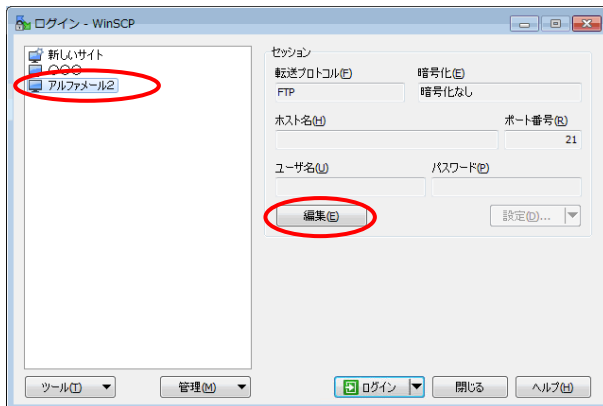 ログイン - WinSCP
新しいサイト
〇〇〇
アルファメール2
セッション
転送プロトコル(F) 暗号化(E)
FTP 暗号化なし
ホスト名(H) ポート番号(R)
21
ユーザ名(U) パスワード(P)
編集(E) 設定(D)...
ツール(T) 管理(M) ログイン 閉じる ヘルプ(H)